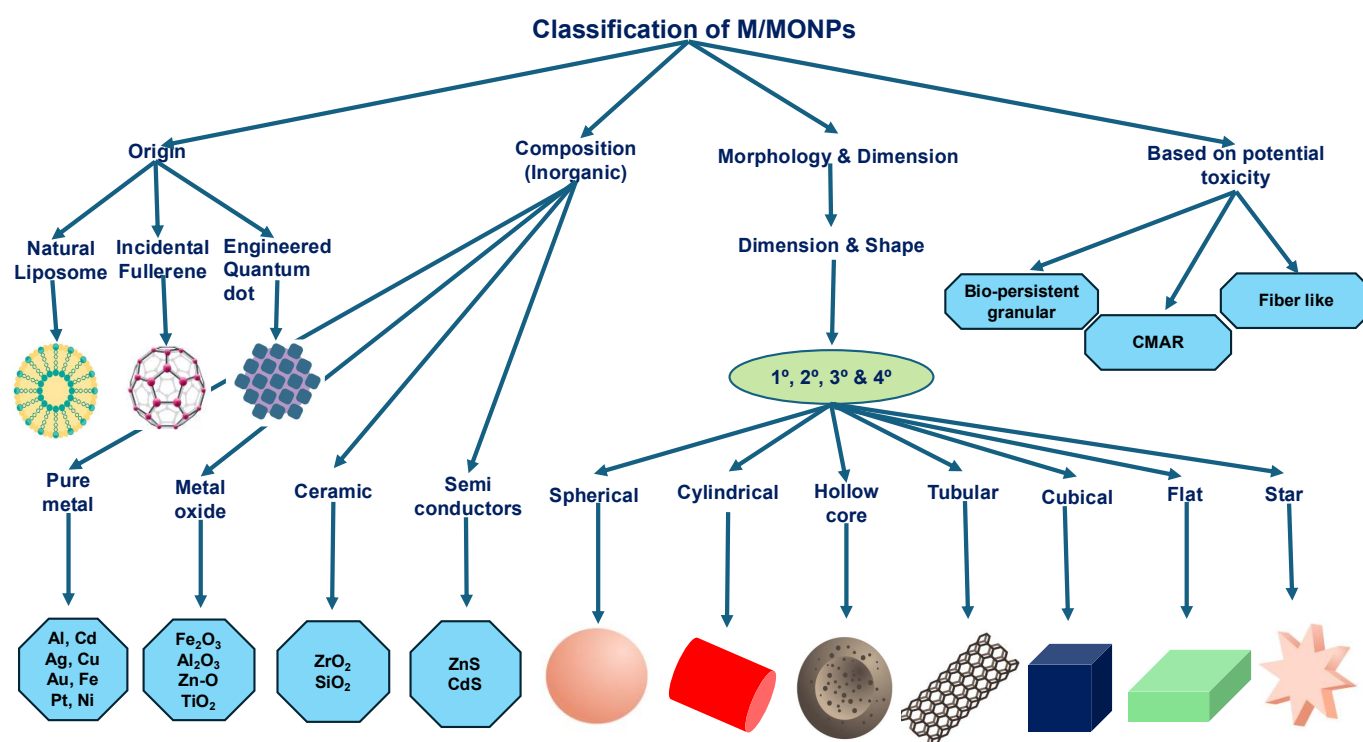 Classification of M/MONPs
Origin
Composition
(Inorganic)
Morphology & Dimension
Based on potential
toxicity
Natural
Liposome
Incidental
Fullerene
Engineered
Quantum
dot
Dimension & Shape
Bio-persistent
granular
CMAR
Fiber like
1º, 2º, 3º & 4º
Pure
metal
Metal
oxide
Ceramic
Semi
conductors
Spherical
Cylindrical
Hollow
core
Tubular
Cubical
Flat
Star
Al, Cd
Ag, Cu
Au, Fe
Pt, Ni
Fe₂O₃
Al₂O₃
Zn-O
TiO₂
ZrO₂
SiO₂
ZnS
CdS